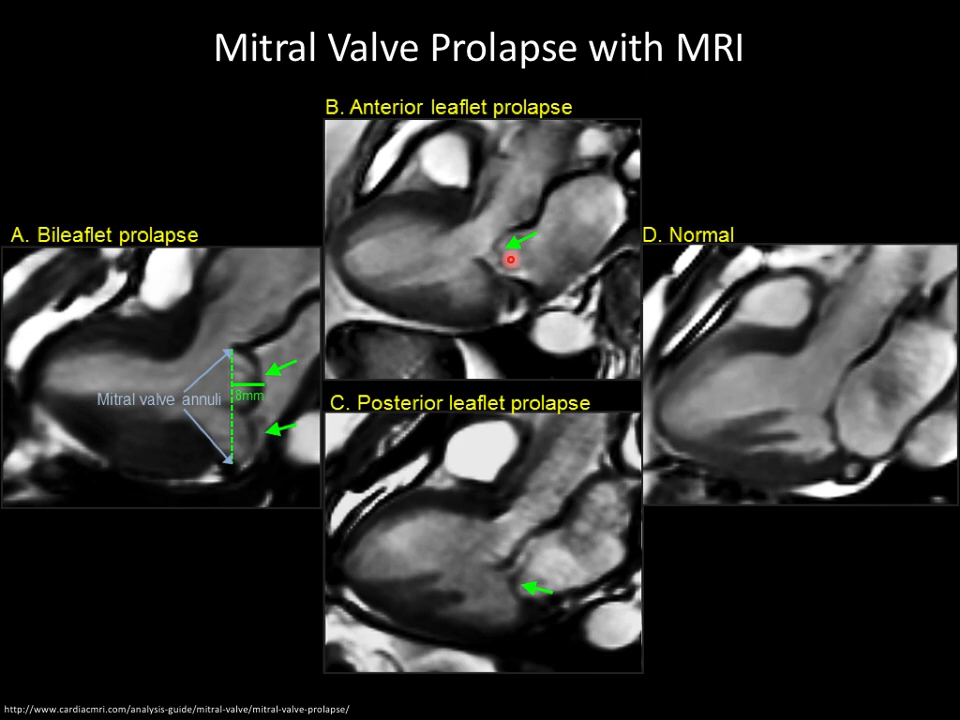 Mitral Valve Prolapse with MRI
B. Anterior leaflet prolapse
A. Bileaflet prolapse
D. Normal
Mitral valve annuli
8mm
C. Posterior leaflet prolapse
http://www.cardiacmri.com/analysis-guide/mitral-valve/mitral-valve-prolapse/